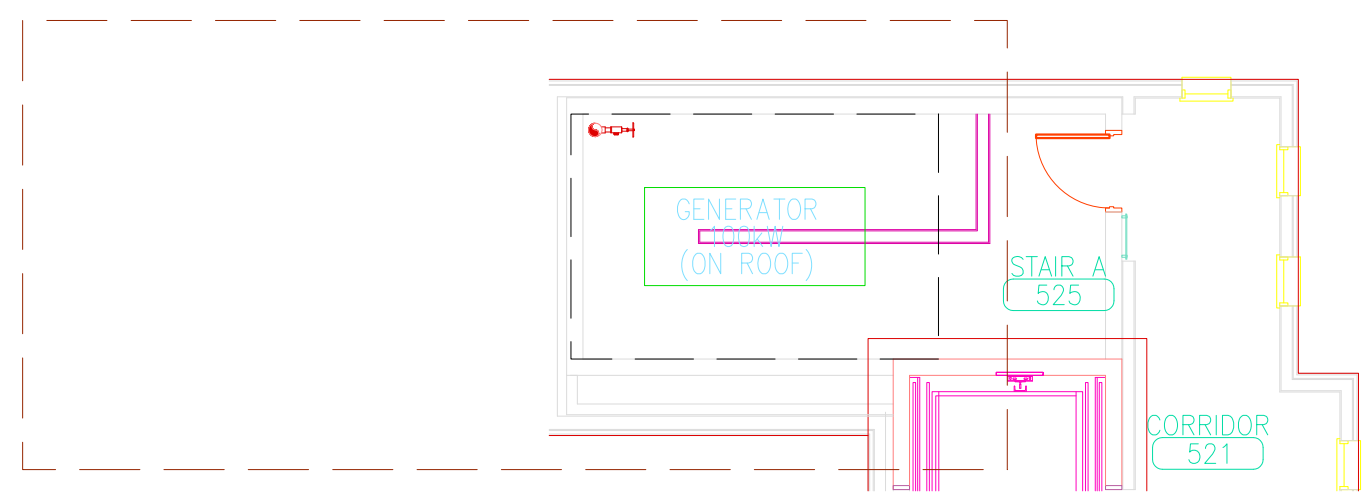 GENERATOR
100kW
(ON ROOF)
STAIR A
525
CORRIDOR
521